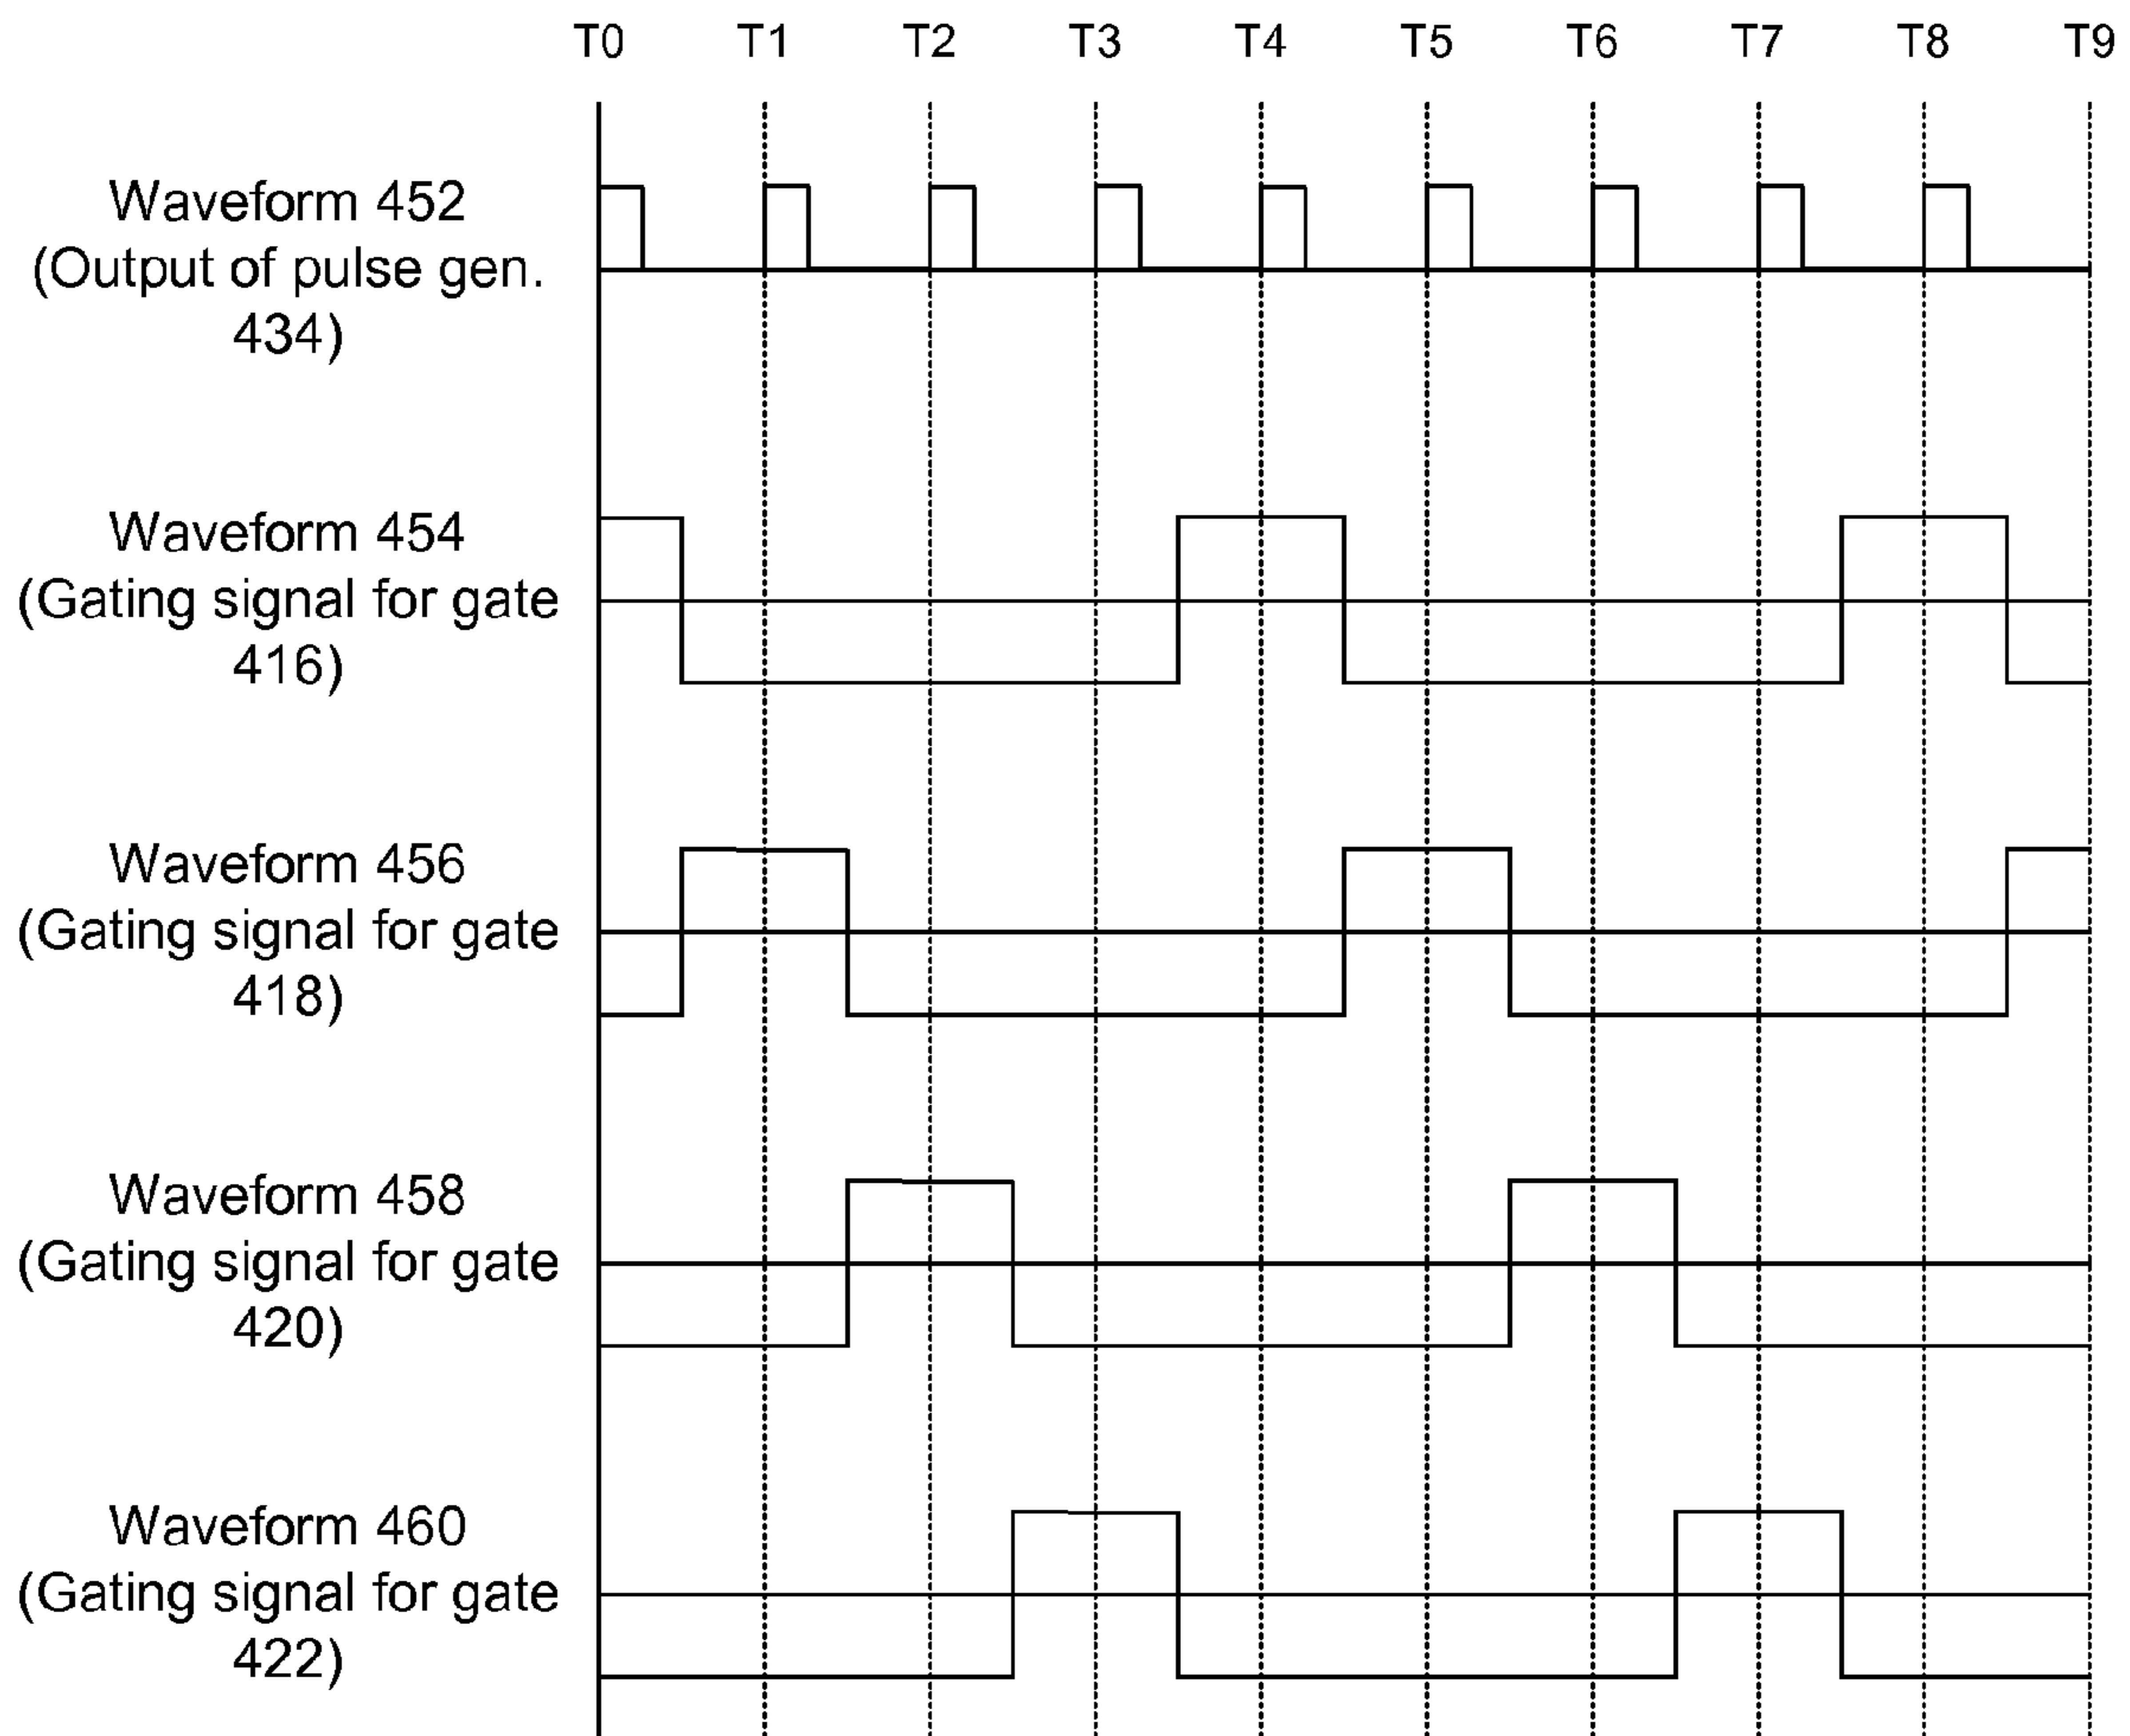 T0 T1 T2 T3 T4 T5 T6 T7 T8 T9
Waveform 452
(Output of pulse gen.
434)
Waveform 454
(Gating signal for gate
416)
Waveform 456
(Gating signal for gate
418)
Waveform 458
(Gating signal for gate
420)
Waveform 460
(Gating signal for gate
422)